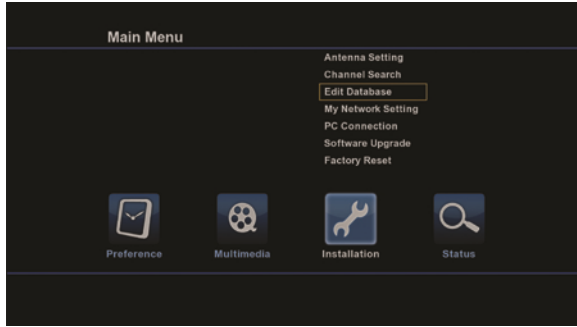 Main Menu
Antenna Setting
Channel Search
Edit Database
My Network Setting
PC Connection
Software Upgrade
Factory Reset
Preference
Multimedia
Installation
Status